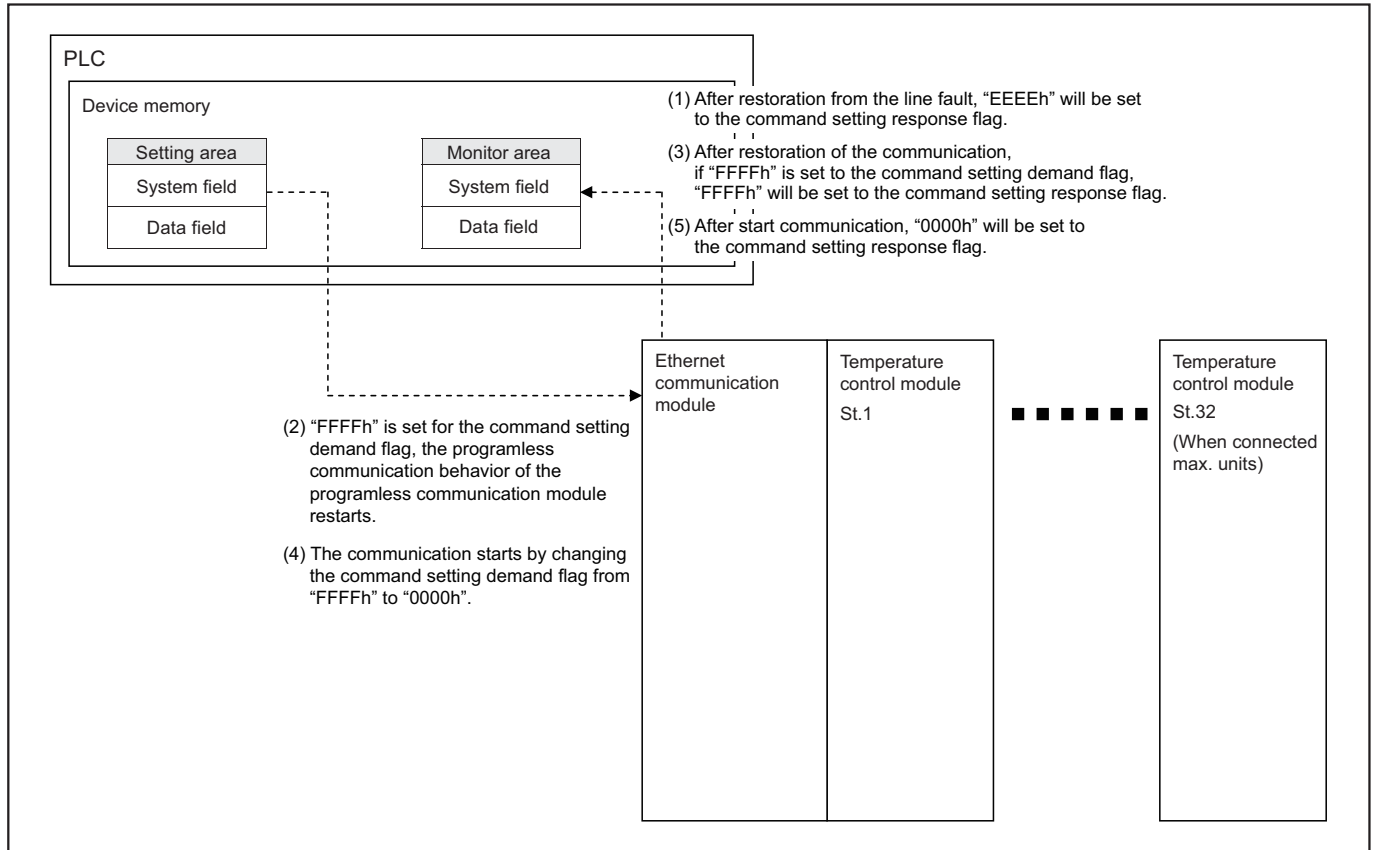 PLC
Device memory
Setting area
System field
Data field
Monitor area
System field
Data field
(1) After restoration from the line fault, “EEEEh” will be set
to the command setting response flag.
(3) After restoration of the communication,
if “FFFFh” is set to the command setting demand flag,
“FFFFh” will be set to the command setting response flag.
(5) After start communication, “0000h” will be set to
the command setting response flag.
(2) “FFFFh” is set for the command setting
demand flag, the programless
communication behavior of the
programless communication module
restarts.
(4) The communication starts by changing
the command setting demand flag from
“FFFFh” to “0000h”.
Ethernet
communication
module
Temperature
control module
St.1
Temperature
control module
St.32
(When connected
max. units)